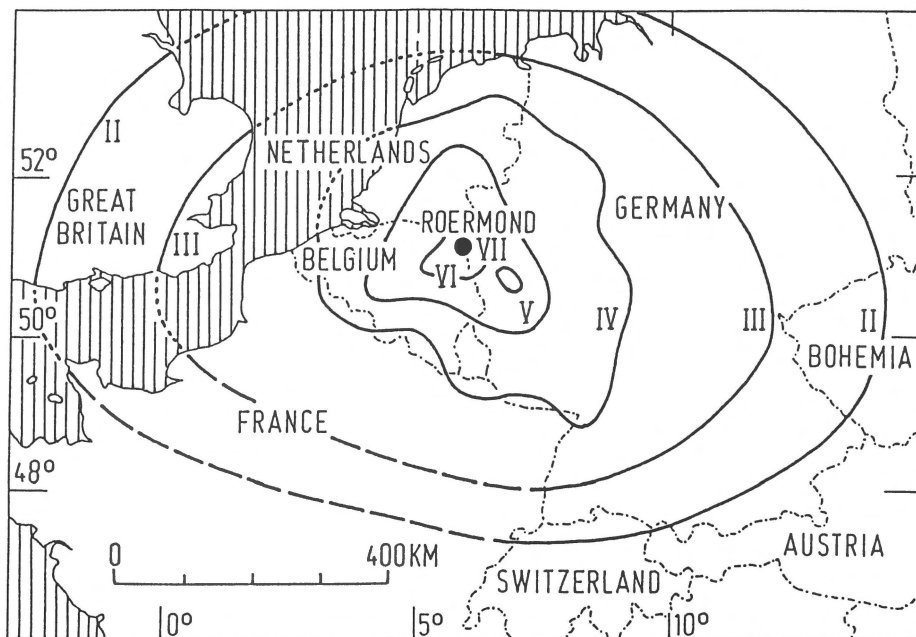 II
52°
NETHERLANDS
GREAT
BRITAIN
ROERMOND
GERMANY
III
BELGIUM
VII
VI
50°
V
IV
III
II
BOHEMIA
FRANCE
48°
0
400KM
AUSTRIA
SWITZERLAND
0°
5°
10°